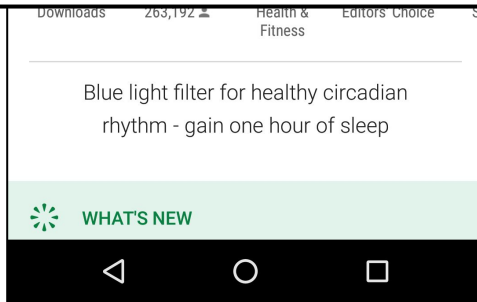 Downloads 263,192 Health & Editors' Choice
Fitness
Blue light filter for healthy circadian
rhythm - gain one hour of sleep
WHAT'S NEW